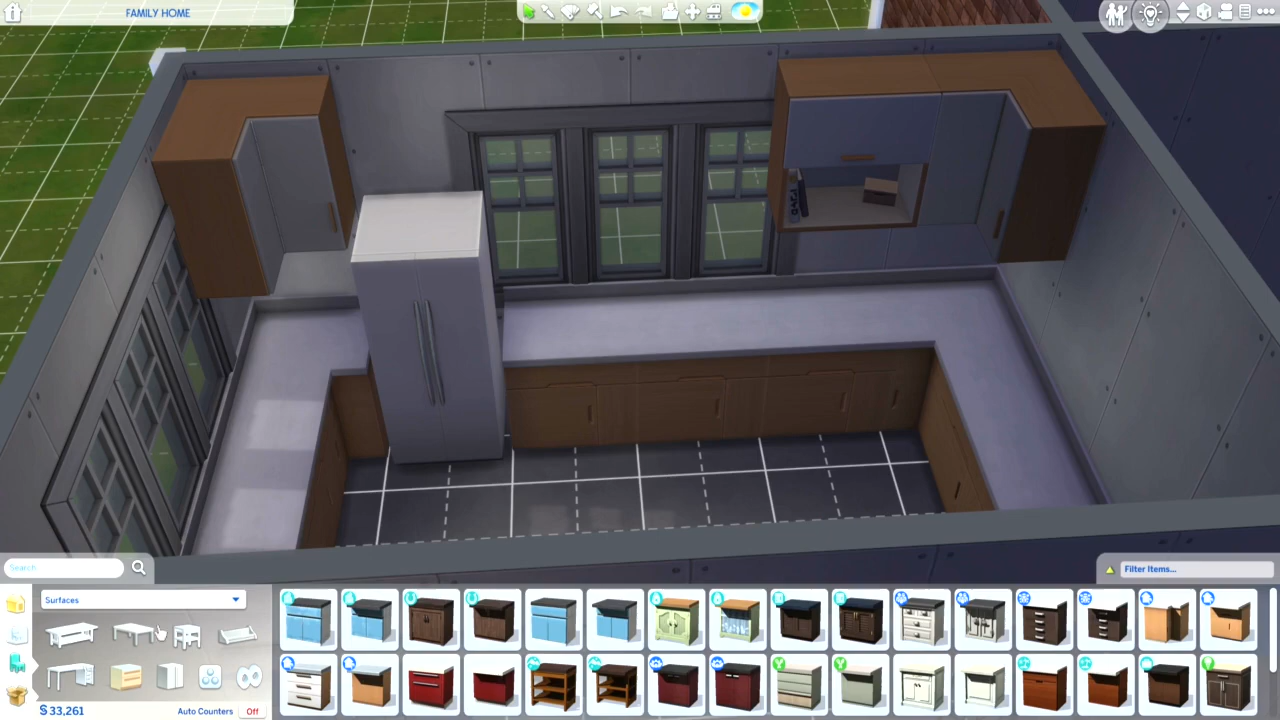 FAMILY HOME
Search
Filter Items...
Surfaces
$33,261
Auto Counters Off